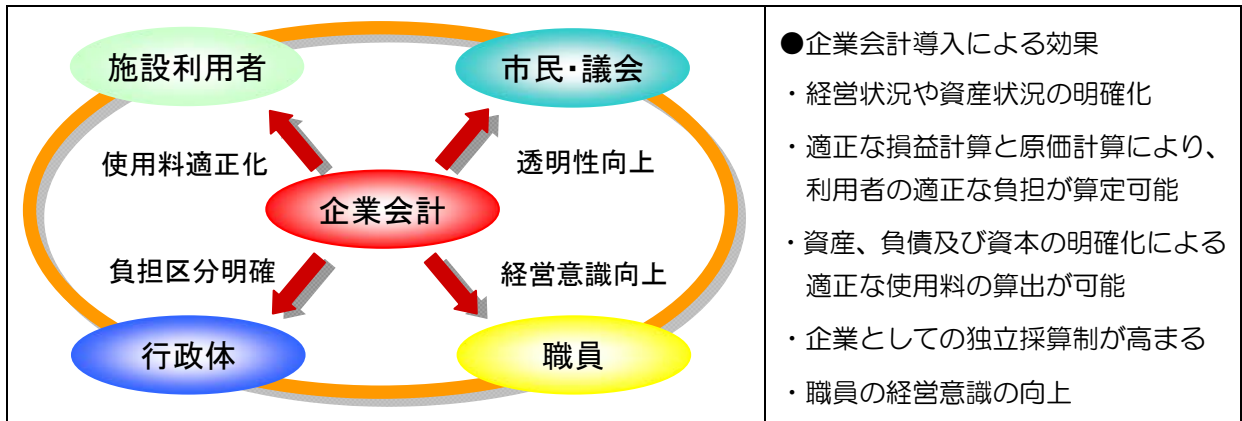 施設利用者
市民・議会
使用料適正化
透明性向上
企業会計
負担区分明確
経営意識向上
行政体
職員
●企業会計導入による効果
・経営状況や資産状況の明確化
・適正な損益計算と原価計算により、
利用者の適正な負担が算定可能
・資産、負債及び資本の明確化による
適正な使用料の算出が可能
・企業としての独立採算制が高まる
・職員の経営意識の向上